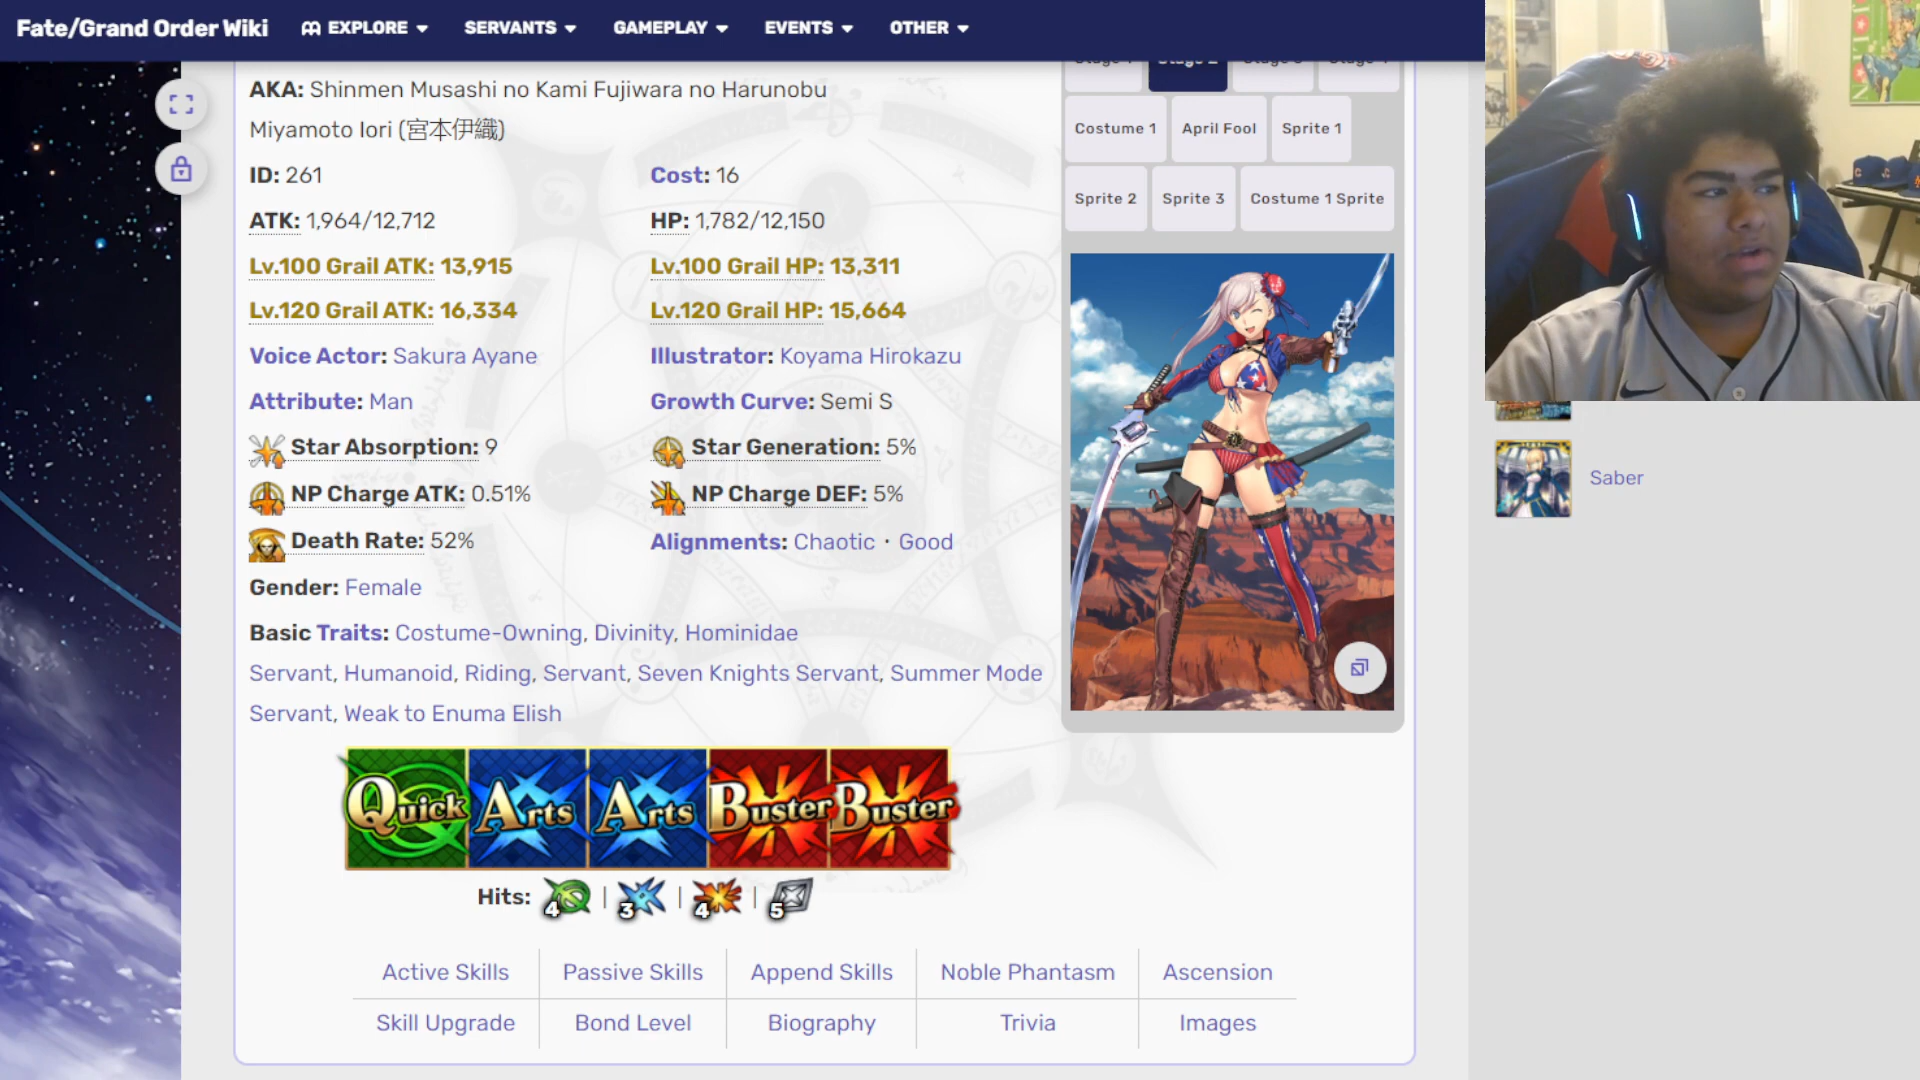 Fate/Grand Order Wiki
EXPLORE
SERVANTS
GAMEPLAY
EVENTS
OTHER
AKA: Shinmen Musashi no Kami Fujiwara no Harunobu
Miyamoto Iori (宮本伊織)
ID: 261
Cost: 16
ATK: 1,964/12,712
HP: 1,782/12,150
Lv.100 Grail ATK: 13,915
Lv.100 Grail HP: 13,311
Lv.120 Grail ATK: 16,334
Lv.120 Grail HP: 15,664
Voice Actor: Sakura Ayane
Illustrator: Koyama Hirokazu
Attribute: Man
Growth Curve: Semi S
Star Absorption: 9
Star Generation: 5%
NP Charge ATK: 0.51%
NP Charge DEF: 5%
Death Rate: 52%
Alignments: Chaotic・Good
Gender: Female
Basic Traits: Costume-Owning, Divinity, Hominidae
Servant, Humanoid, Riding, Servant, Seven Knights Servant, Summer Mode
Servant, Weak to Enuma Elish
Quick
Arts
Arts
Buster
Buster
Hits: 4 | 3 | 4 | 5
Active Skills
Passive Skills
Append Skills
Noble Phantasm
Ascension
Skill Upgrade
Bond Level
Biography
Trivia
Images
Stage 2
Costume 1
April Fool
Sprite 1
Sprite 2
Sprite 3
Costume 1 Sprite
Saber